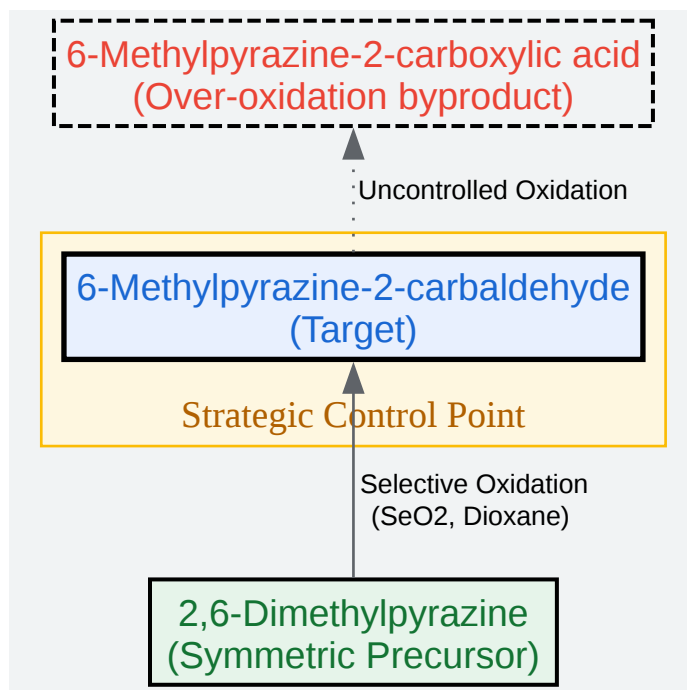 6-Methylpyrazine-2-carboxylic acid
(Over-oxidation byproduct)
Uncontrolled Oxidation
6-Methylpyrazine-2-carbaldehyde
(Target)
Strategic Control Point
Selective Oxidation
(SeO2, Dioxane)
2,6-Dimethylpyrazine
(Symmetric Precursor)